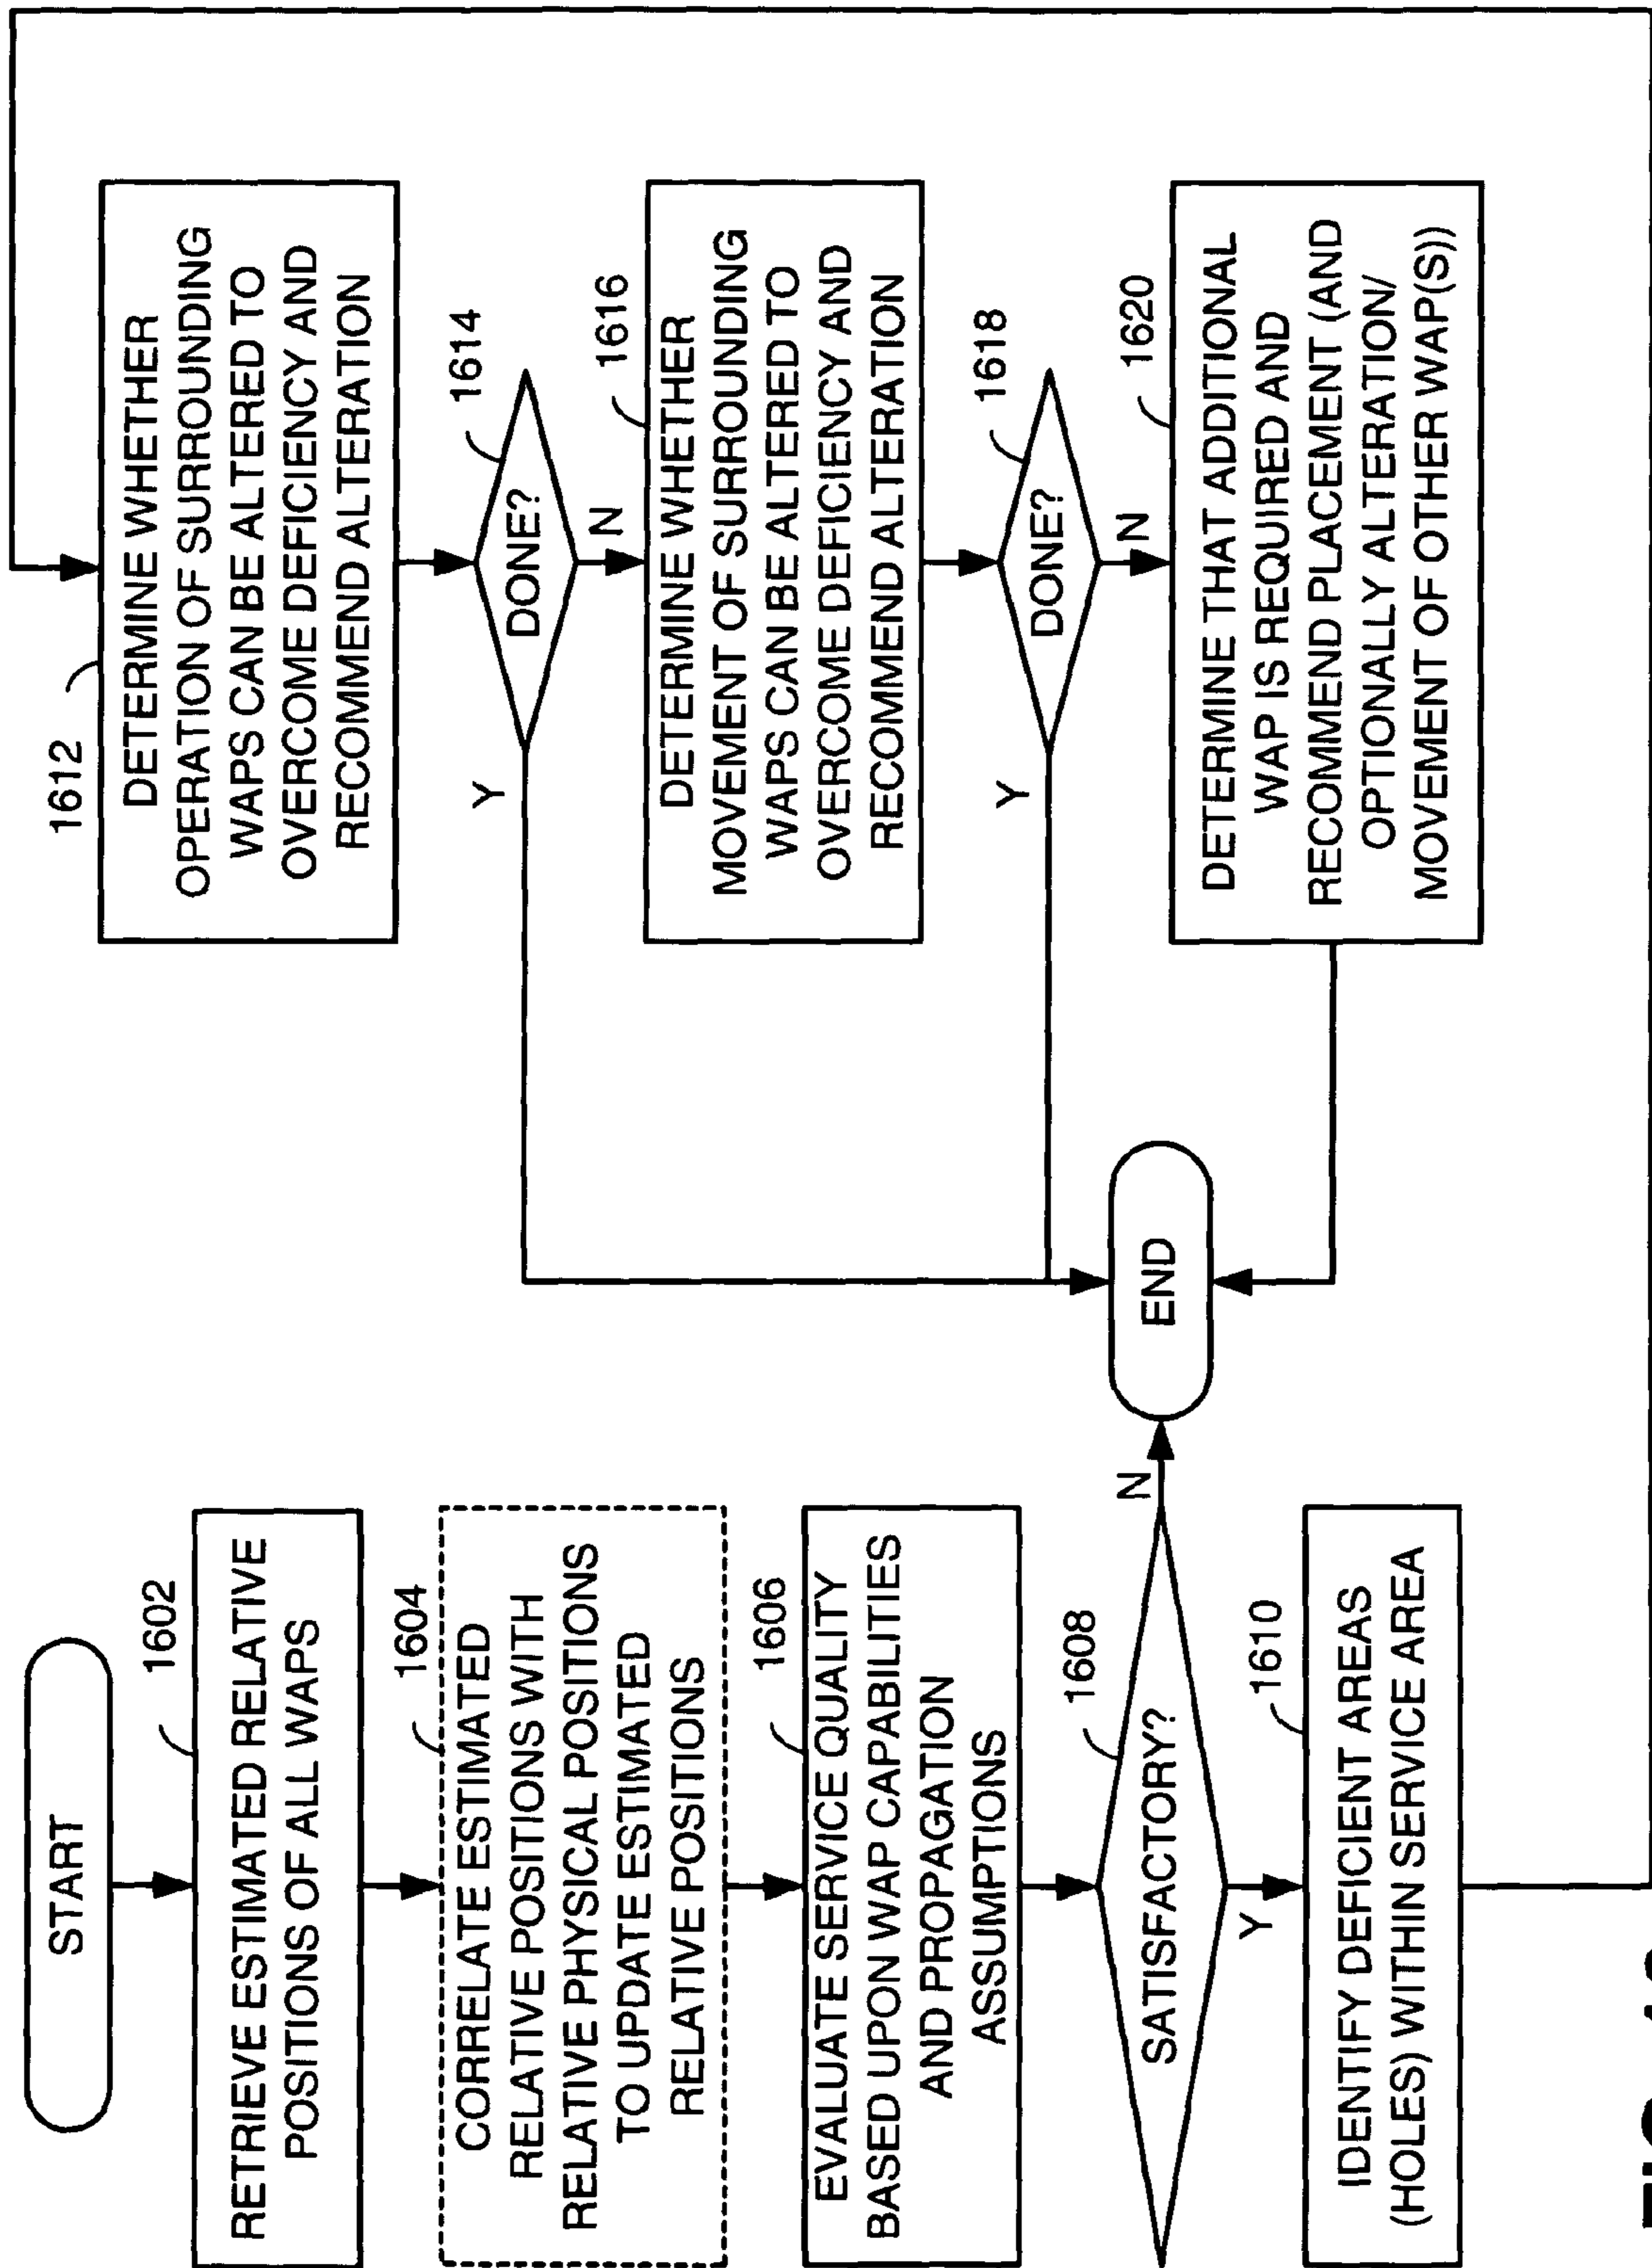 START
1602
RETRIEVE ESTIMATED RELATIVE
POSITIONS OF ALL WAPS
1604
CORRELATE ESTIMATED
RELATIVE POSITIONS WITH
RELATIVE PHYSICAL POSITIONS
TO UPDATE ESTIMATED
RELATIVE POSITIONS
1606
EVALUATE SERVICE QUALITY
BASED UPON WAP CAPABILITIES
AND PROPAGATION
ASSUMPTIONS
1608
SATISFACTORY?
N
Y
1610
IDENTIFY DEFICIENT AREAS
(HOLES) WITHIN SERVICE AREA
END
1612
DETERMINE WHETHER
OPERATION OF SURROUNDING
WAPS CAN BE ALTERED TO
OVERCOME DEFICIENCY AND
RECOMMEND ALTERATION
1614
DONE?
Y
N
1616
DETERMINE WHETHER
MOVEMENT OF SURROUNDING
WAPS CAN BE ALTERED TO
OVERCOME DEFICIENCY AND
RECOMMEND ALTERATION
1618
DONE?
Y
N
1620
DETERMINE THAT ADDITIONAL
WAP IS REQUIRED AND
RECOMMEND PLACEMENT (AND
OPTIONALLY ALTERATION/
MOVEMENT OF OTHER WAP(S))